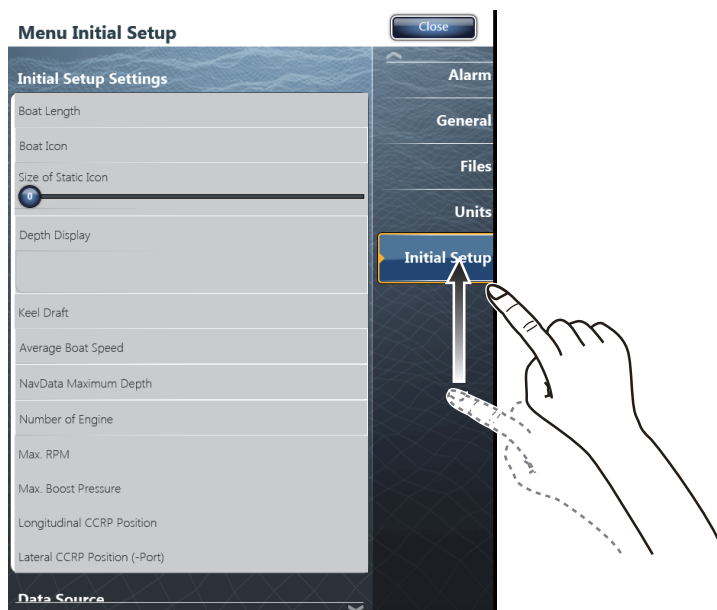 Menu Initial Setup
Close
Initial Setup Settings
Boat Length
Boat Icon
Size of Static Icon
0
Depth Display
Keel Draft
Average Boat Speed
NavData Maximum Depth
Number of Engine
Max. RPM
Max. Boost Pressure
Longitudinal CCRP Position
Lateral CCRP Position (-Port)
Data Source
Alarm
General
Files
Units
Initial Setup